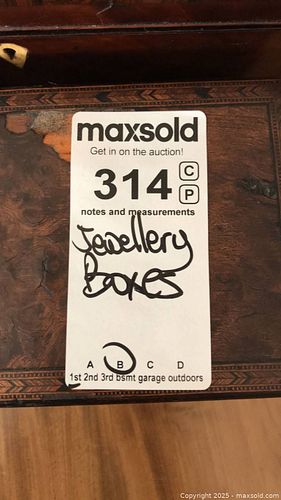 maxsold
Get in on the auction!
314 C
P
notes and measurements
Jewellery
Boxes
A B C D
1st 2nd 3rd bsmt garage outdoors
Copyright 2025 - maxsold.com